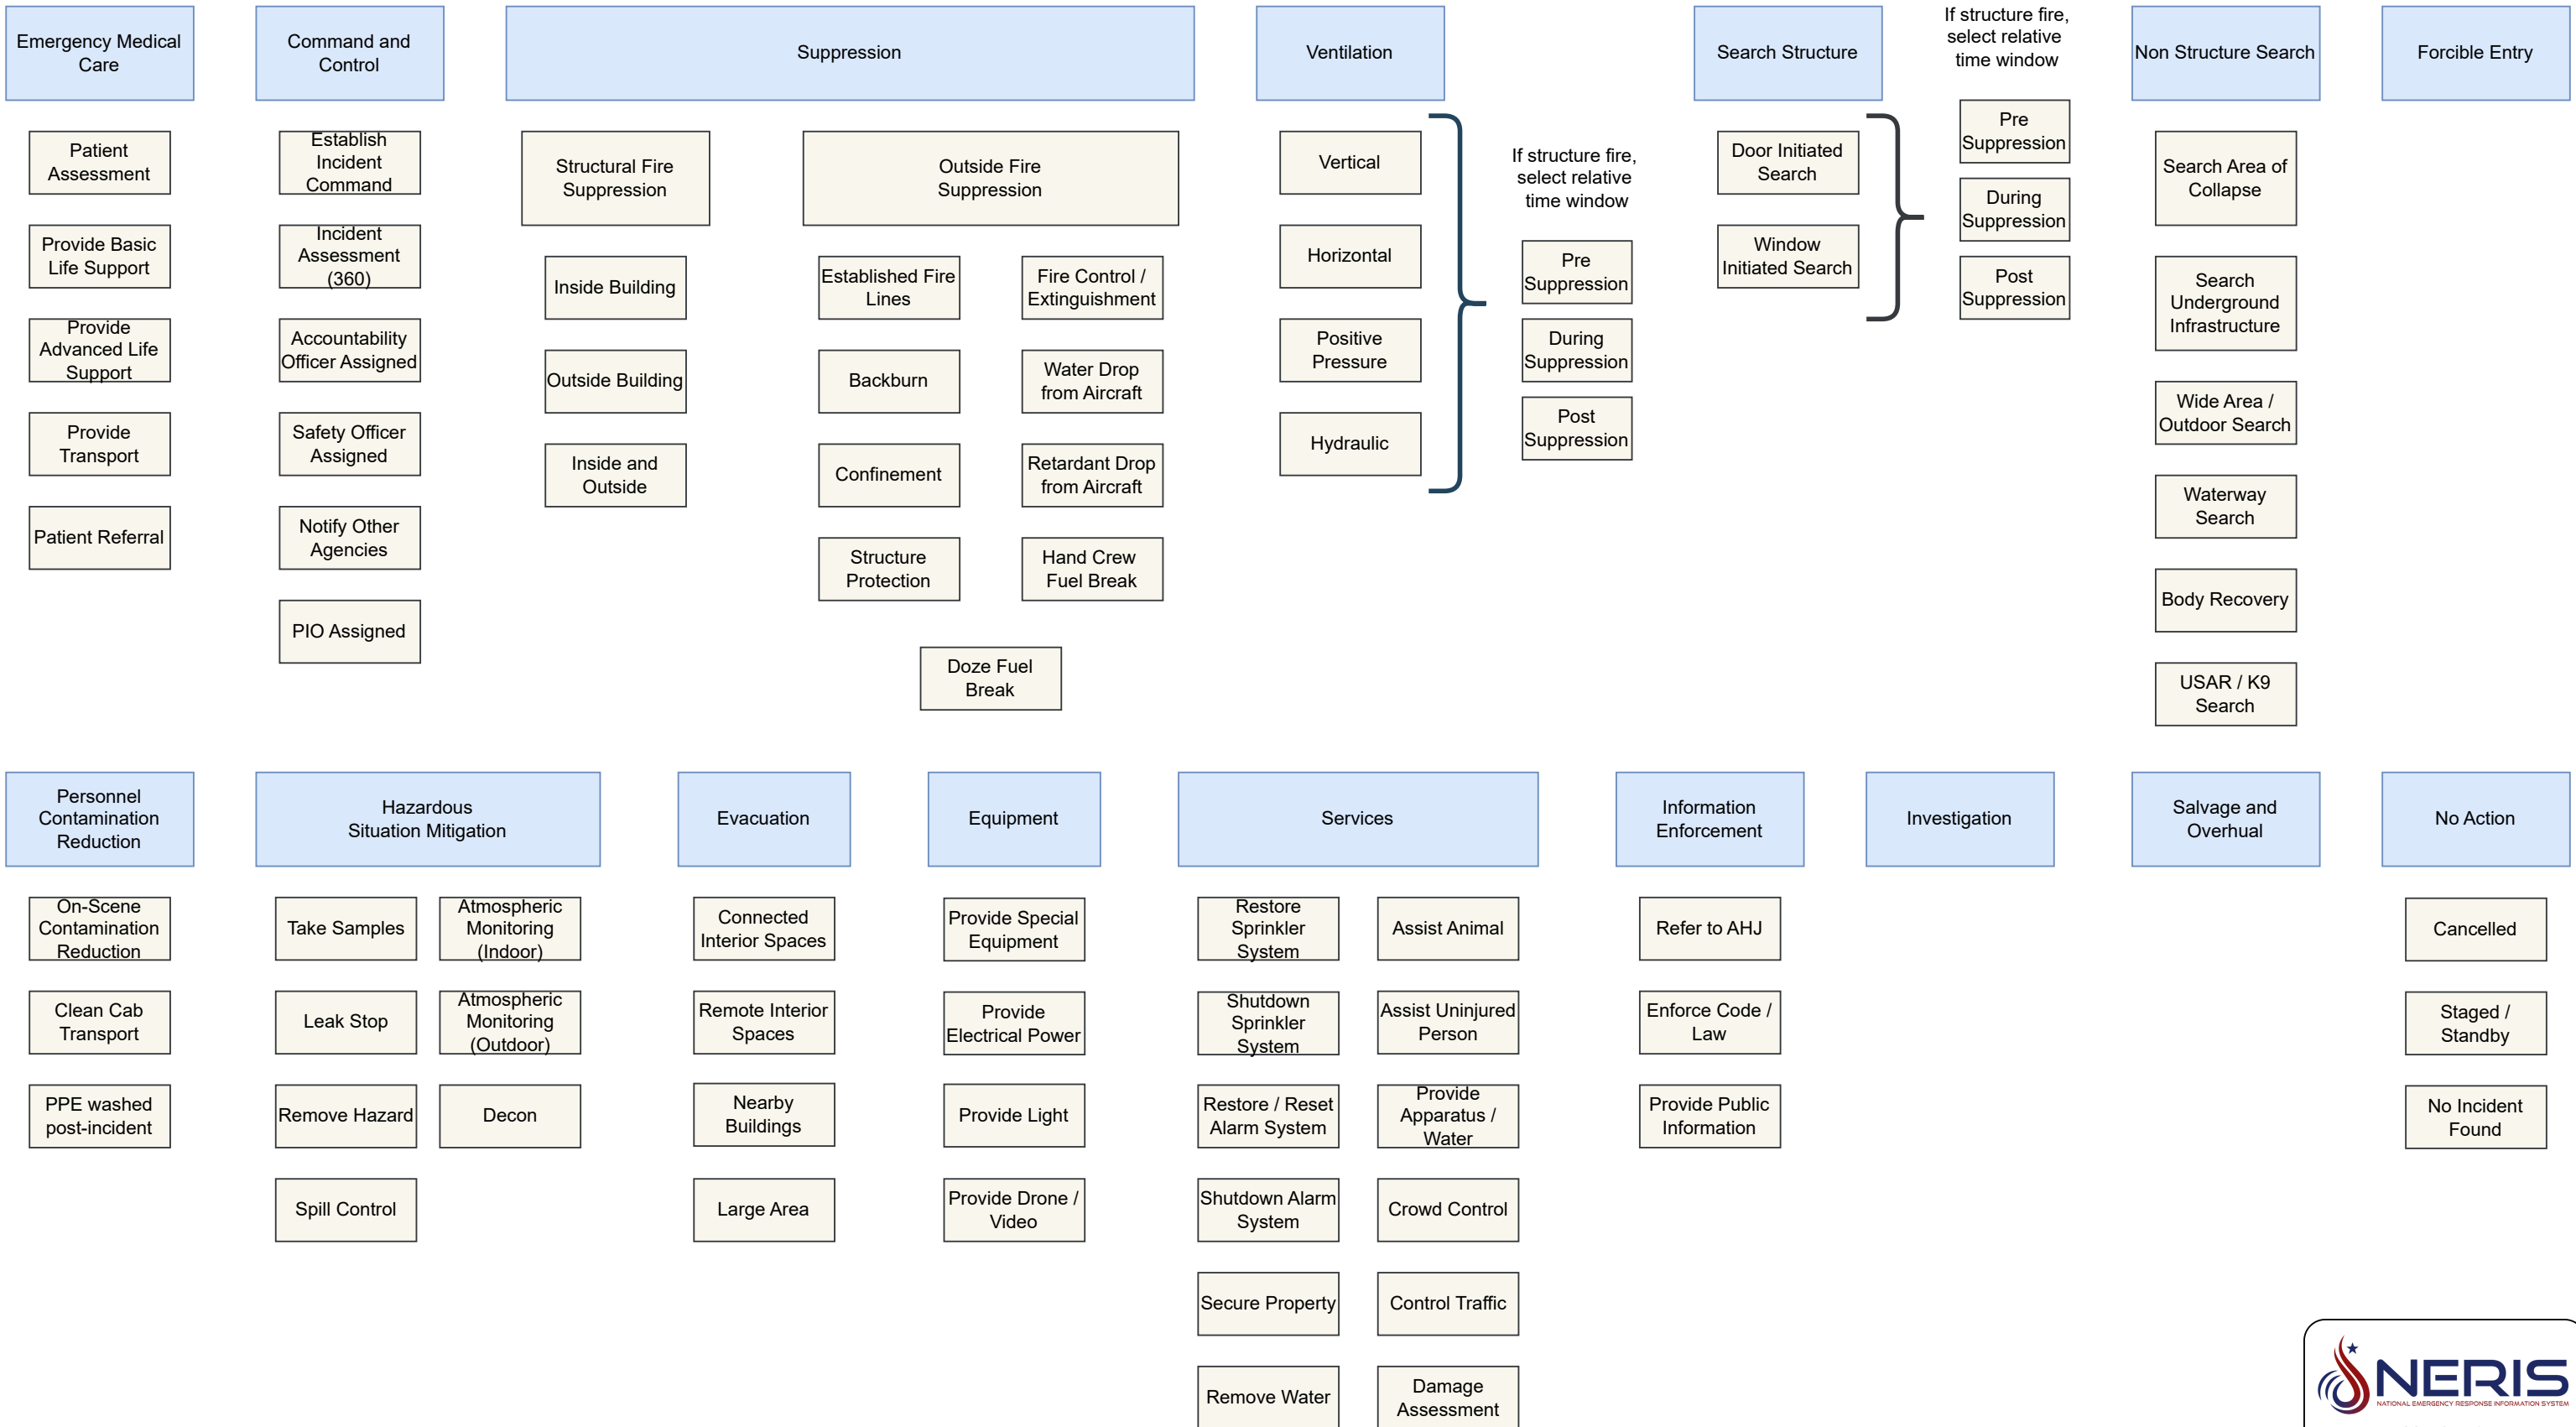 Emergency Medical
Care
Command and
Control
Suppression
Ventilation
Search Structure
If structure fire,
select relative
time window
Non Structure Search
Forcible Entry
Patient
Assessment
Provide Basic
Life Support
Provide
Advanced Life
Support
Provide
Transport
Patient Referral
Establish
Incident
Command
Incident
Assessment
(360)
Accountability
Officer Assigned
Safety Officer
Assigned
Notify Other
Agencies
PIO Assigned
Structural Fire
Suppression
Inside Building
Outside Building
Inside and
Outside
Outside Fire
Suppression
Established Fire
Lines
Backburn
Confinement
Structure
Protection
Fire Control /
Extinguishment
Water Drop
from Aircraft
Retardant Drop
from Aircraft
Hand Crew
Fuel Break
Doze Fuel
Break
Vertical
Horizontal
Positive
Pressure
Hydraulic
If structure fire,
select relative
time window
Pre
Suppression
During
Suppression
Post
Suppression
Door Initiated
Search
Window
Initiated Search
Pre
Suppression
During
Suppression
Post
Suppression
Search Area of
Collapse
Search
Underground
Infrastructure
Wide Area /
Outdoor Search
Waterway
Search
Body Recovery
USAR / K9
Search
Personnel
Contamination
Reduction
Hazardous
Situation Mitigation
Evacuation
Equipment
Services
Information
Enforcement
Investigation
Salvage and
Overhual
No Action
On-Scene
Contamination
Reduction
Clean Cab
Transport
PPE washed
post-incident
Take Samples
Leak Stop
Remove Hazard
Spill Control
Atmospheric
Monitoring
(Indoor)
Atmospheric
Monitoring
(Outdoor)
Decon
Connected
Interior Spaces
Remote Interior
Spaces
Nearby
Buildings
Large Area
Provide Special
Equipment
Provide
Electrical Power
Provide Light
Provide Drone /
Video
Restore
Sprinkler
System
Shutdown
Sprinkler
System
Restore / Reset
Alarm System
Shutdown Alarm
System
Secure Property
Remove Water
Assist Animal
Assist Uninjured
Person
Provide
Apparatus /
Water
Crowd Control
Control Traffic
Damage
Assessment
Refer to AHJ
Enforce Code /
Law
Provide Public
Information
Cancelled
Staged /
Standby
No Incident
Found
NERIS
NATIONAL EMERGENCY RESPONSE INFORMATION SYSTEM